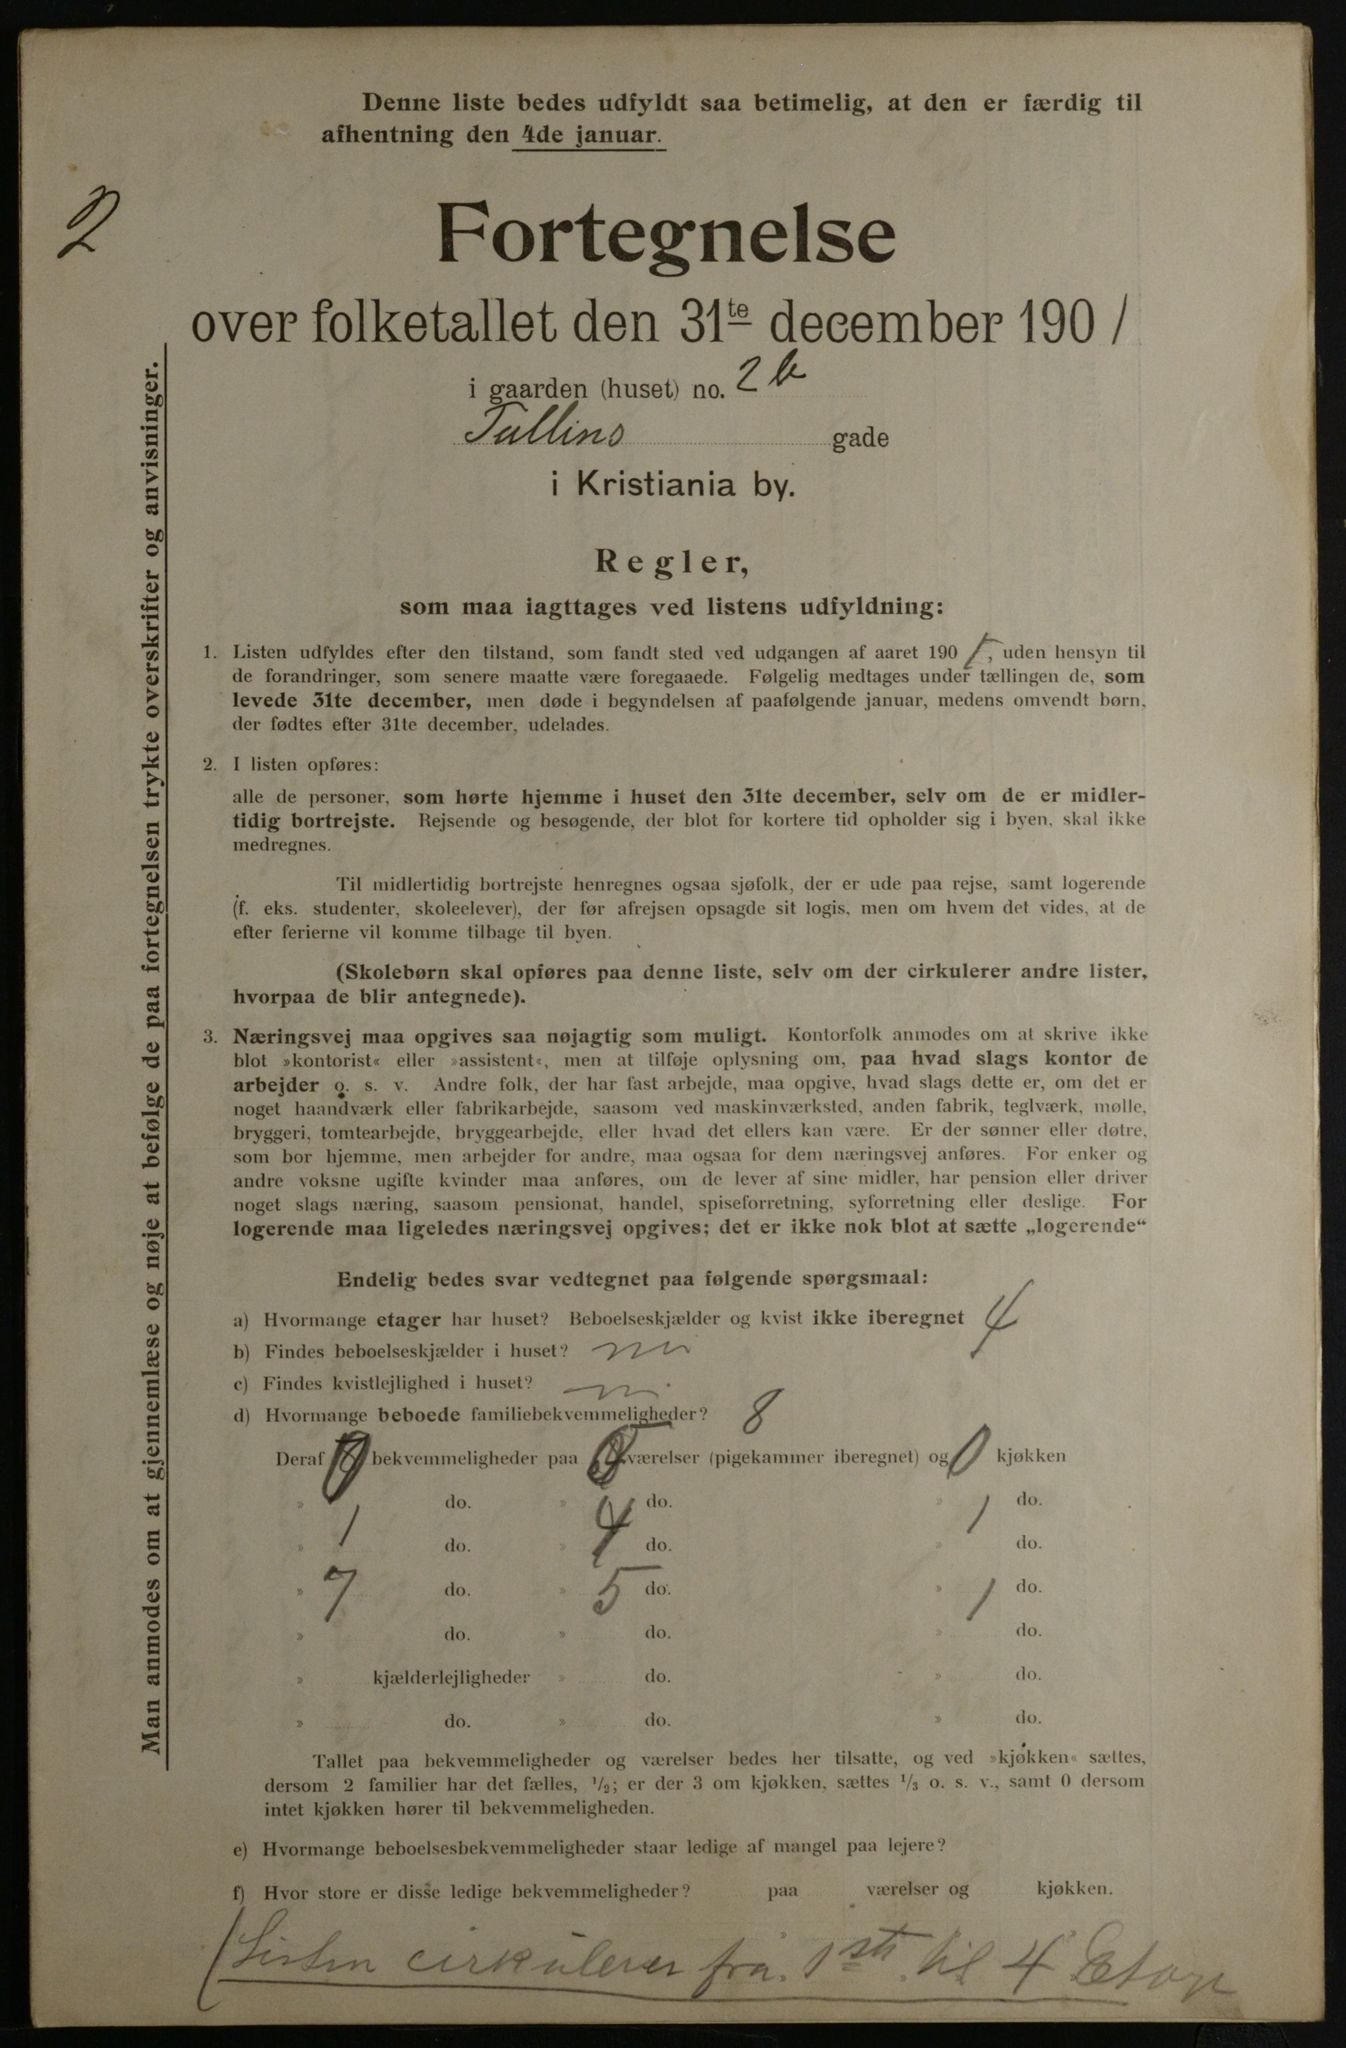 Denne liste bedes udfyldt saa betimelig, at den er færdig til
afhentning den 4de januar.
2
Fortegnelse
over folketallet den 31te december 190 1
i gaarden (huset) no. 2 b
Tullins gade
i Kristiania by.
Regler,
som maa iagttages ved listens udfyldning:
1. Listen udfyldes efter den tilstand, som fandt sted ved udgangen af aaret 190 1, uden hensyn til
de forandringer, som senere maatte være foregaaede. Følgelig medtages under tællingen de, som
levede 31te december, men døde i begyndelsen af paafølgende januar, medens omvendt børn,
der fødtes efter 31te december, udelades.
2. I listen opføres:
alle de personer, som hørte hjemme i huset den 31te december, selv om de er midler-
tidig bortrejste. Rejsende og besøgende, der blot for kortere tid opholder sig i byen, skal ikke
medregnes.
Til midlertidig bortrejste henregnes ogsaa sjøfolk, der er ude paa rejse, samt logerende
(f. eks. studenter, skoleelever), der før afrejsen opsagde sit logis, men om hvem det vides, at de
efter ferierne vil komme tilbage til byen.
(Skolebørn skal opføres paa denne liste, selv om der cirkulerer andre lister,
hvorpaa de blir antegnede).
3. Næringsvej maa opgives saa nøjagtig som muligt. Kontorfolk anmodes om at skrive ikke
blot »kontorist« eller »assistent«, men at tilføje oplysning om, paa hvad slags kontor de
arbejder o. s. v. Andre folk, der har fast arbejde, maa opgive, hvad slags dette er, om det er
noget haandværk eller fabrikarbejde, saasom ved maskinværksted, anden fabrik, teglværk, mølle,
bryggeri, tomtearbejde, bryggearbejde, eller hvad det ellers kan være. Er der sønner eller døtre,
som bor hjemme, men arbejder for andre, maa ogsaa for dem næringsvej anføres. For enker og
andre voksne ugifte kvinder maa anføres, om de lever af sine midler, har pension eller driver
noget slags næring, saasom pensionat, handel, spiseforretning, syforretning eller deslige. For
logerende maa ligeledes næringsvej opgives; det er ikke nok blot at sætte „logerende“
Endelig bedes svar vedtegnet paa følgende spørgsmaal:
a) Hvormange etager har huset? Beboelseskjælder og kvist ikke iberegnet 4
b) Findes beboelseskjælder i huset? nei
c) Findes kvistlejlighed i huset? nei
d) Hvormange beboede familiebekvemmeligheder? 8
Deraf bekvemmeligheder paa værelser (pigekammer iberegnet) og 0 kjøkken
» do. » do. » do.
» 1 do. » 4 do. » 1 do.
» 7 do. » 5 do. » 1 do.
» do. » do. » do.
» kjælderlejligheder » do. » do.
» do. » do. » do.
Tallet paa bekvemmeligheder og værelser bedes her tilsatte, og ved »kjøkken« sættes,
dersom 2 familier har det fælles, 1/2; er der 3 om kjøkken, sættes 1/3 o. s. v., samt 0 dersom
intet kjøkken hører til bekvemmeligheden.
e) Hvormange beboelsesbekvemmeligheder staar ledige af mangel paa lejere?
f) Hvor store er disse ledige bekvemmeligheder? paa værelser og kjøkken.
(Listen cirkulerer fra 1ste til 4 Etage
Man anmodes om at gjennemlæse og nøje at befølge de paa fortegnelsen trykte overskrifter og anvisninger.